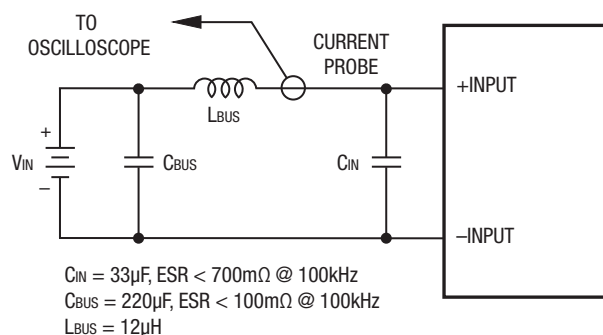 TO
OSCILLOSCOPE
CURRENT
PROBE
+INPUT
LBUS
+
VIN
CBUS
CIN
–
–INPUT
CIN = 33µF, ESR < 700mΩ @ 100kHz
CBUS = 220µF, ESR < 100mΩ @ 100kHz
LBUS = 12µH